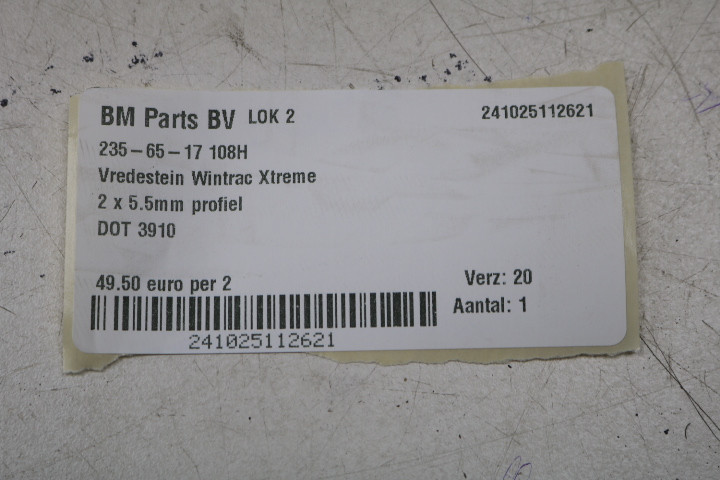 BM Parts BV LOK 2 241025112621
235-65-17 108H
Vredestein Wintrac Xtreme
2 x 5.5mm profiel
DOT 3910
49.50 euro per 2 Verz: 20
Aantal: 1
241025112621